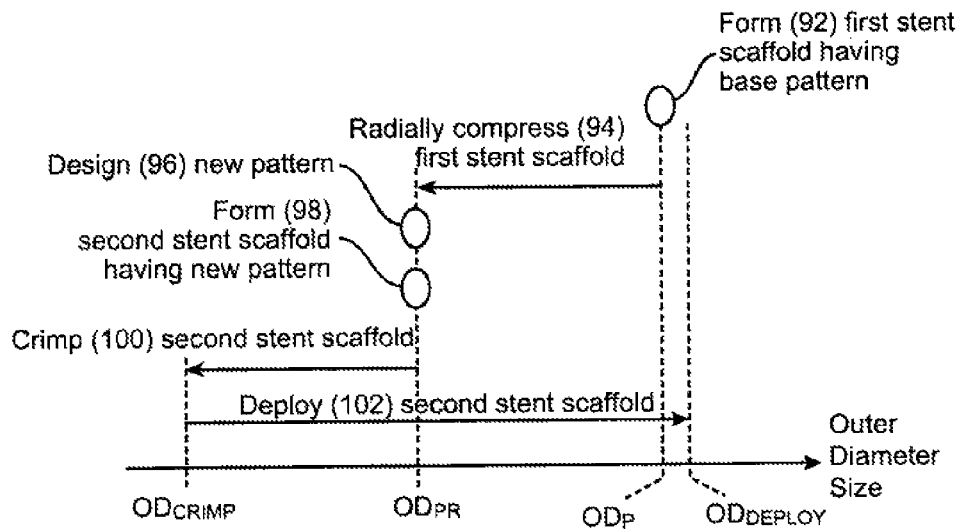 Form (92) first stent
scaffold having
base pattern
Radially compress (94)
first stent scaffold
Design (96) new pattern
Form (98)
second stent scaffold
having new pattern
Crimp (100) second stent scaffold
Deploy (102) second stent scaffold
Outer
Diameter
Size
ODCRIMP
ODPR
ODP
ODDEPLOY